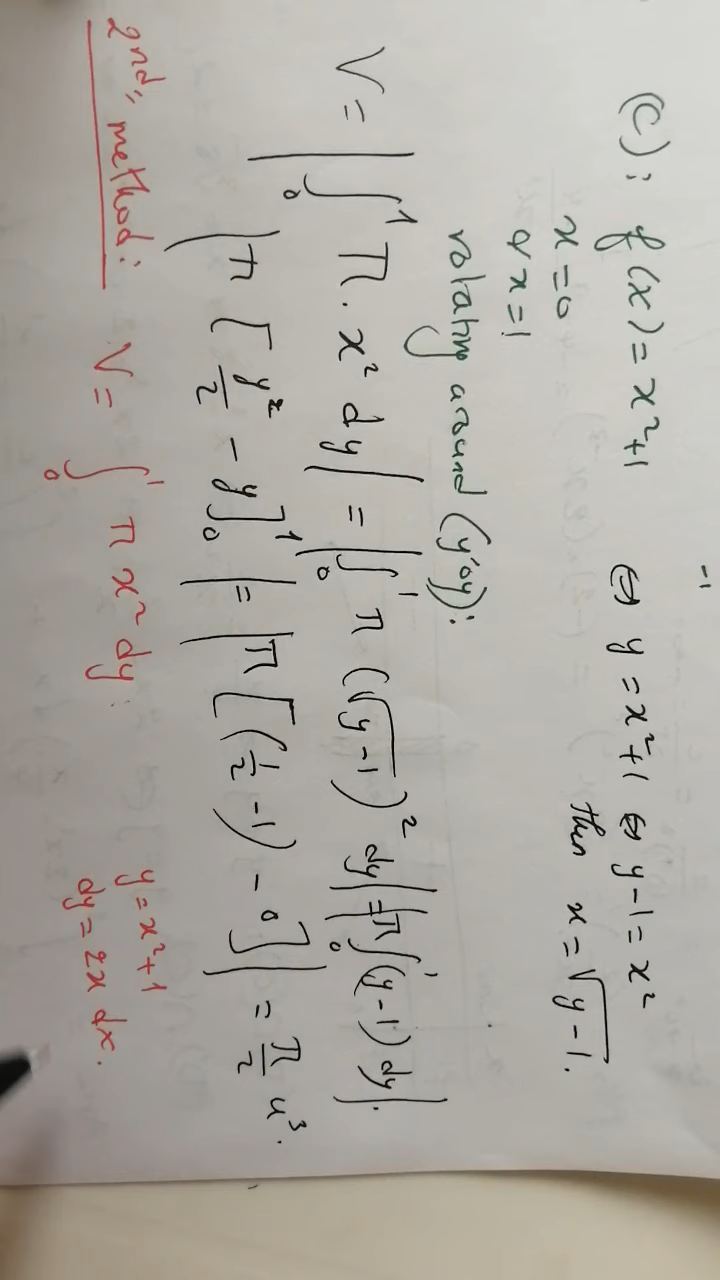 -1
(C): f(x) = x²+1 ⇔ y = x²+1 ⇔ y-1 = x²
x=0 then x = √(y-1).
& x=1
rotating around (y'oy):
V = |∫₀¹ π. x² dy| = |∫₀¹ π (√(y-1))² dy| = |π ∫₀¹ (y-1) dy|.
|π [y²/2 - y]₀¹| = |π [(1/2 - 1) - 0]| = π/2 u³.
2nd, method: V = ∫₀¹ π x² dy: y = x²+1
dy = 2x dx.